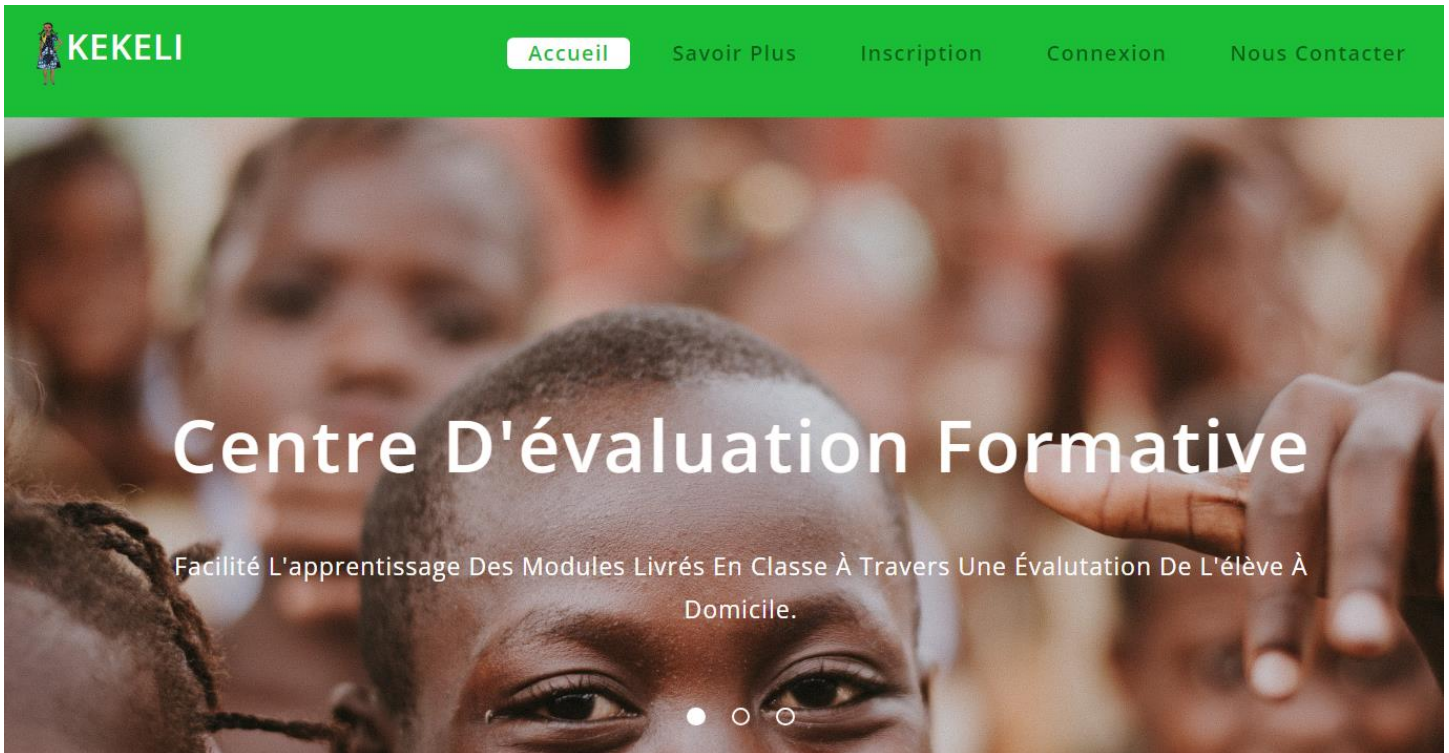 KEKELI
Accueil Savoir Plus Inscription Connexion Nous Contacter
Centre D'évaluation Formative
Facilité L'apprentissage Des Modules Livrés En Classe À Travers Une Évalutation De L'élève À
Domicile.